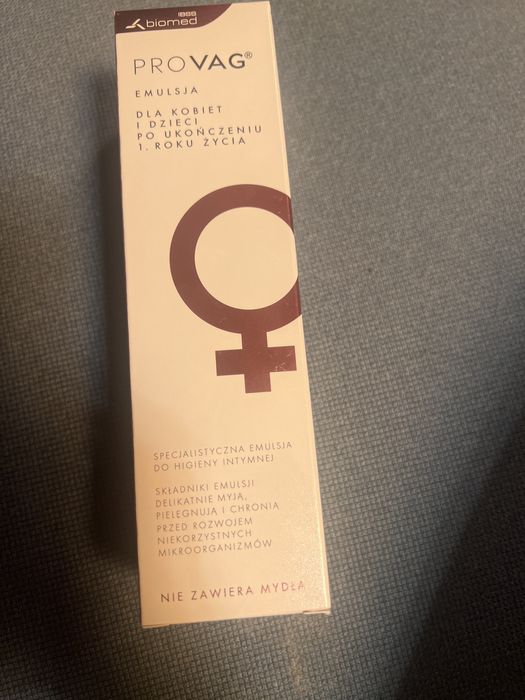 IBSS
biomed
PROVAG®
EMULSJA
DLA KOBIET
I DZIECI
PO UKOŃCZENIU
1. ROKU ŻYCIA
SPECJALISTYCZNA EMULSJA
DO HIGIENY INTYMNEJ
SKŁADNIKI EMULSJI
DELIKATNIE MYJĄ,
PIELĘGNUJĄ I CHRONIĄ
PRZED ROZWOJEM
NIEKORZYSTNYCH
MIKROORGANIZMÓW
NIE ZAWIERA MYDŁA